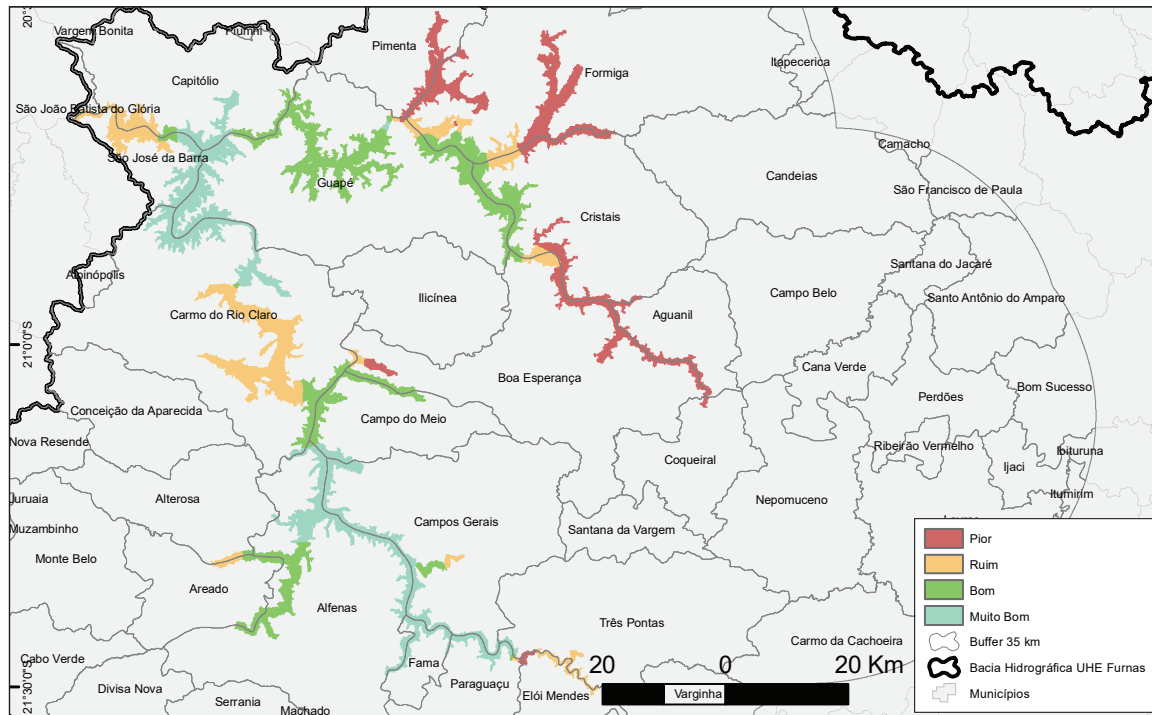 20°3
Vargem Bonita
Piumhi
Pimenta
Itapecerica
Formiga
Capitólio
São João Batista do Glória
Camacho
São José da Barra
Candeias
Guapé
São Francisco de Paula
Cristais
Santana do Jacaré
Alpinópolis
Campo Belo
Ilicínea
Santo Antônio do Amparo
Carmo do Rio Claro
Aguanil
21°0'0"S
Cana Verde
Boa Esperança
Bom Sucesso
Perdões
Conceição da Aparecida
Campo do Meio
Nova Resende
Ribeirão Vermelho
Ibituruna
Coqueiral
Ijaci
Juruaia
Alterosa
Nepomuceno
Itumirim
Campos Gerais
Muzambinho
Santana da Vargem
Monte Belo
Areado
Alfenas
Três Pontas
Carmo da Cachoeira
Cabo Verde
Fama
Paraguaçu
Elói Mendes
Divisa Nova
21°30'0"S
Serrania
Machado
Varginha
20 0 20 Km
Pior
Ruim
Bom
Muito Bom
Buffer 35 km
Bacia Hidrográfica UHE Furnas
Municípios